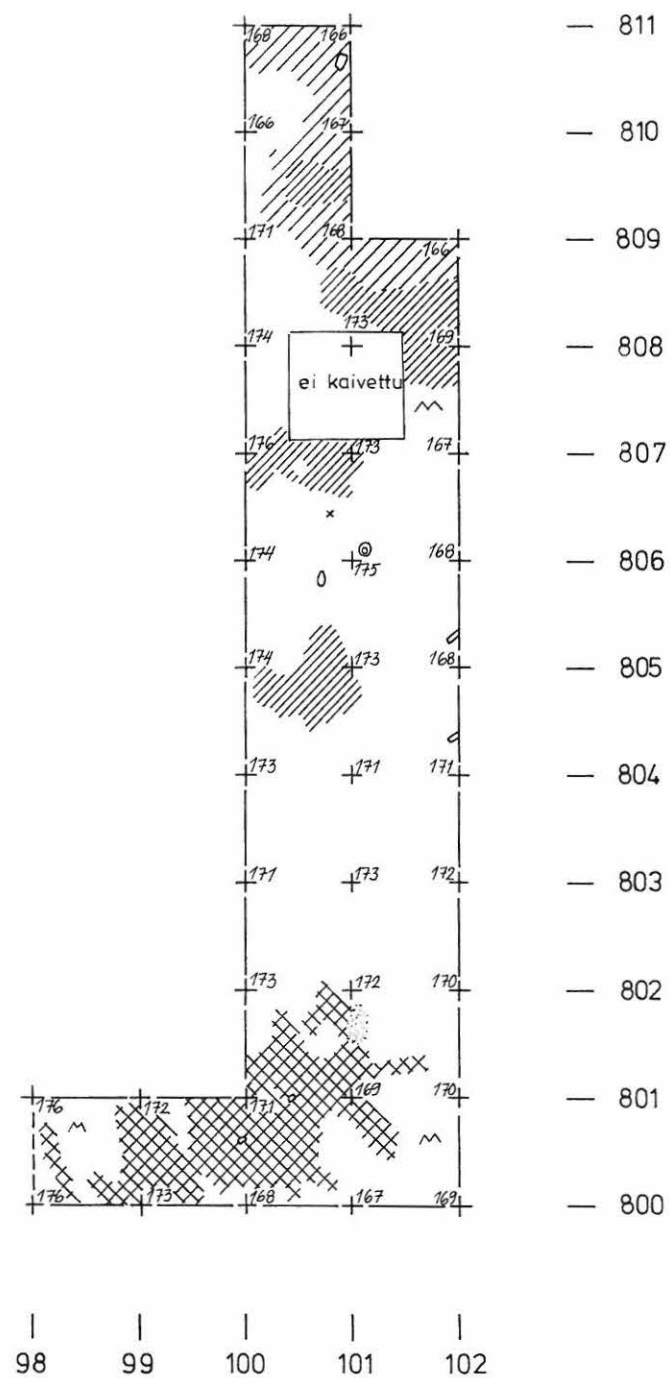 168 166 811
166 167 810
171 168 166 809
173
174 169 808
ei kaivettu
176 173 167 807
174 175 168 806
174 173 168 805
173 171 171 804
171 173 172 803
173 172 170 802
176 172 171 169 170 801
176 173 168 167 169 800
98 99 100 101 102